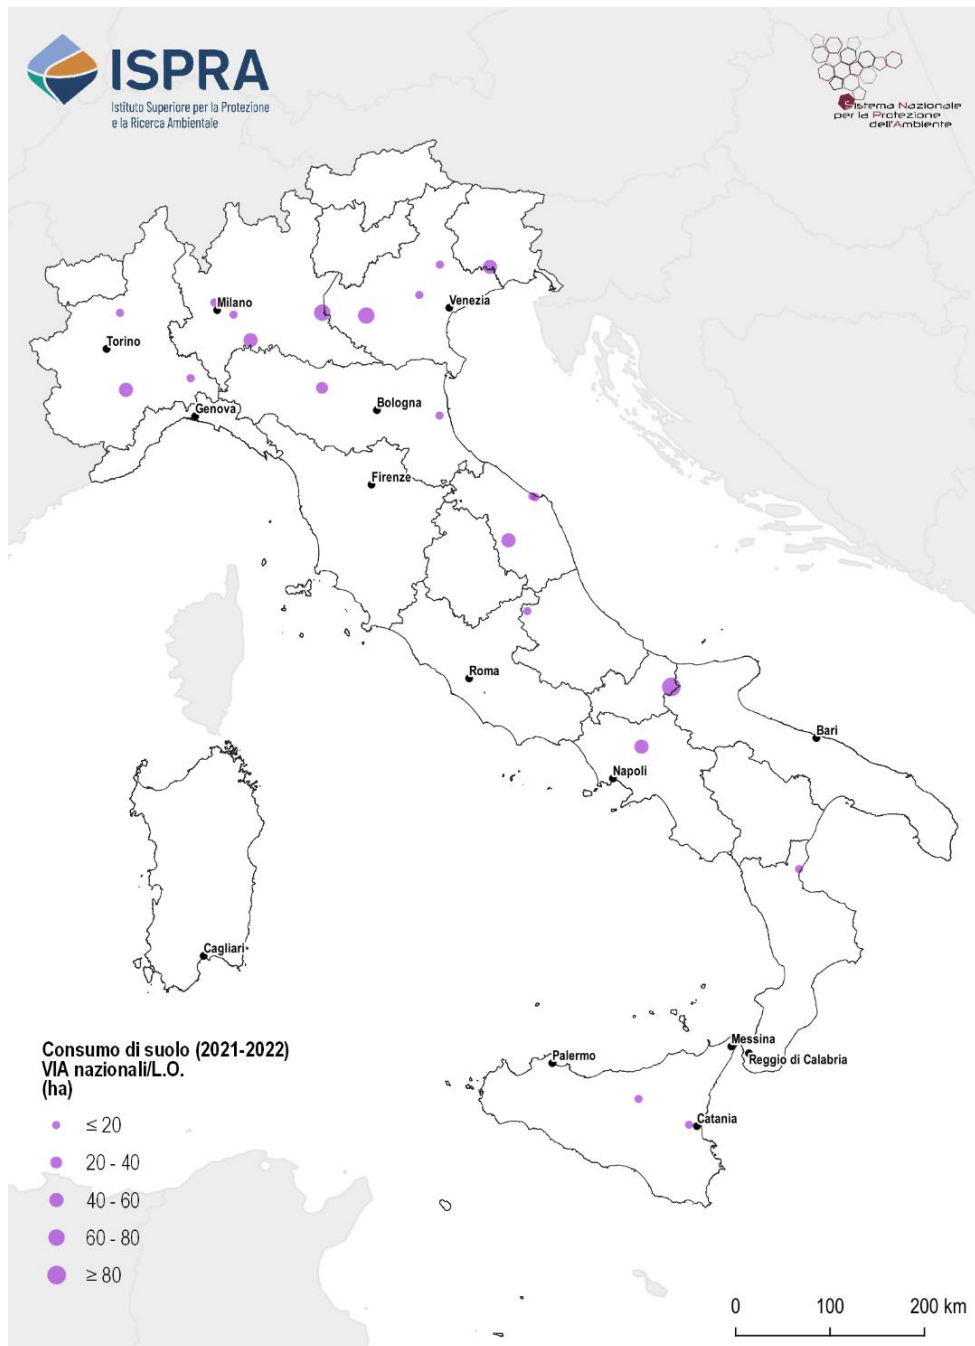 ISPRA
Istituto Superiore per la Protezione
e la Ricerca Ambientale
Sistema Nazionale
per la Protezione
dell'Ambiente
Milano
Venezia
Torino
Bologna
Genova
Firenze
Roma
Bari
Napoli
Cagliari
Messina
Palermo
Reggio di Calabria
Catania
Consumo di suolo (2021-2022)
VIA nazionali/L.O.
(ha)
≤ 20
20 - 40
40 - 60
60 - 80
≥ 80
0 100 200 km